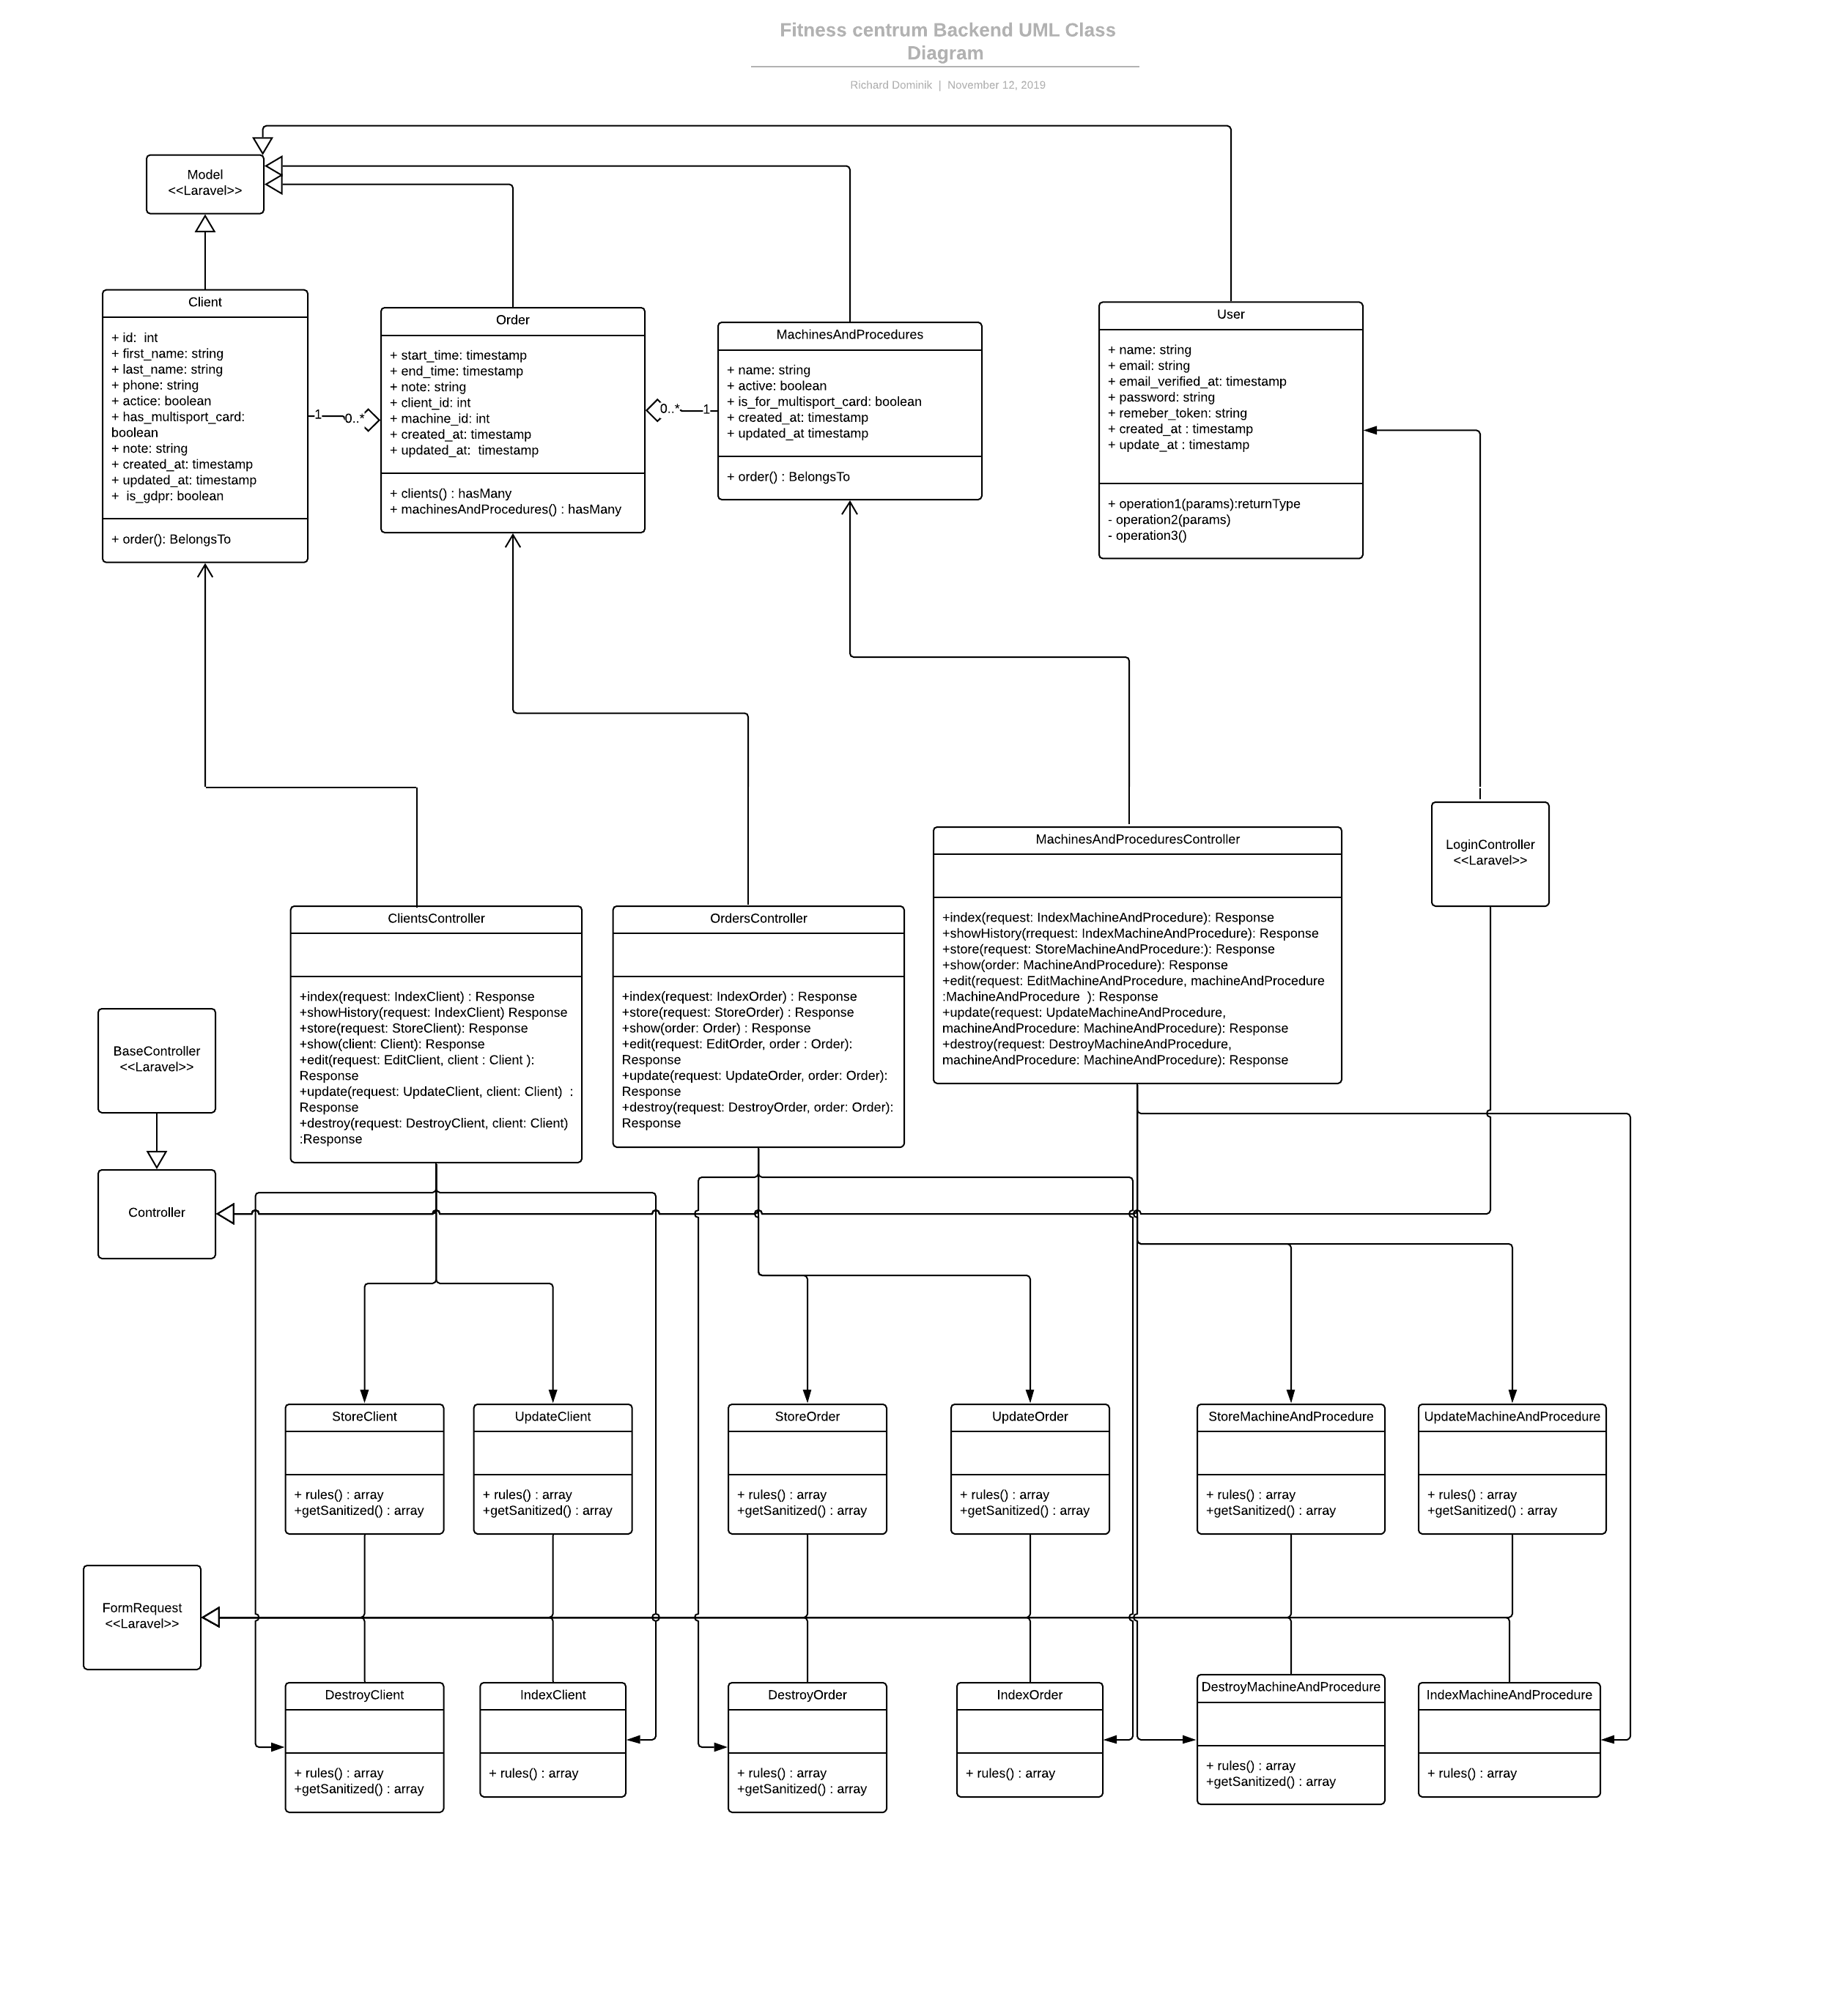 Fitness centrum Backend UML Class
Diagram
Richard Dominik | November 12, 2019
Model
<<Laravel>>
Client
+ id:  int
+ first_name: string
+ last_name: string
+ phone: string
+ actice: boolean
+ has_multisport_card:
boolean
+ note: string
+ created_at: timestamp
+ updated_at: timestamp
+  is_gdpr: boolean
+ order(): BelongsTo
1
0..*
Order
+ start_time: timestamp
+ end_time: timestamp
+ note: string
+ client_id: int
+ machine_id: int
+ created_at: timestamp
+ updated_at:  timestamp
+ clients() : hasMany
+ machinesAndProcedures() : hasMany
0..*
1
MachinesAndProcedures
+ name: string
+ active: boolean
+ is_for_multisport_card: boolean
+ created_at: timestamp
+ updated_at timestamp
+ order() : BelongsTo
User
+ name: string
+ email: string
+ email_verified_at: timestamp
+ password: string
+ remeber_token: string
+ created_at : timestamp
+ update_at : timestamp
+ operation1(params):returnType
- operation2(params)
- operation3()
ClientsController
+index(request: IndexClient) : Response
+showHistory(request: IndexClient) Response
+store(request: StoreClient): Response
+show(client: Client): Response
+edit(request: EditClient, client : Client ):
Response
+update(request: UpdateClient, client: Client)  :
Response
+destroy(request: DestroyClient, client: Client)
:Response
OrdersController
+index(request: IndexOrder) : Response
+store(request: StoreOrder) : Response
+show(order: Order) : Response
+edit(request: EditOrder, order : Order):
Response
+update(request: UpdateOrder, order: Order):
Response
+destroy(request: DestroyOrder, order: Order):
Response
MachinesAndProceduresController
+index(request: IndexMachineAndProcedure): Response
+showHistory(rrequest: IndexMachineAndProcedure): Response
+store(request: StoreMachineAndProcedure:): Response
+show(order: MachineAndProcedure): Response
+edit(request: EditMachineAndProcedure, machineAndProcedure
:MachineAndProcedure  ): Response
+update(request: UpdateMachineAndProcedure,
machineAndProcedure: MachineAndProcedure): Response
+destroy(request: DestroyMachineAndProcedure,
machineAndProcedure: MachineAndProcedure): Response
LoginController
<<Laravel>>
BaseController
<<Laravel>>
Controller
StoreClient
+ rules() : array
+getSanitized() : array
UpdateClient
+ rules() : array
+getSanitized() : array
StoreOrder
+ rules() : array
+getSanitized() : array
UpdateOrder
+ rules() : array
+getSanitized() : array
StoreMachineAndProcedure
+ rules() : array
+getSanitized() : array
UpdateMachineAndProcedure
+ rules() : array
+getSanitized() : array
FormRequest
<<Laravel>>
DestroyClient
+ rules() : array
+getSanitized() : array
IndexClient
+ rules() : array
DestroyOrder
+ rules() : array
+getSanitized() : array
IndexOrder
+ rules() : array
DestroyMachineAndProcedure
+ rules() : array
+getSanitized() : array
IndexMachineAndProcedure
+ rules() : array